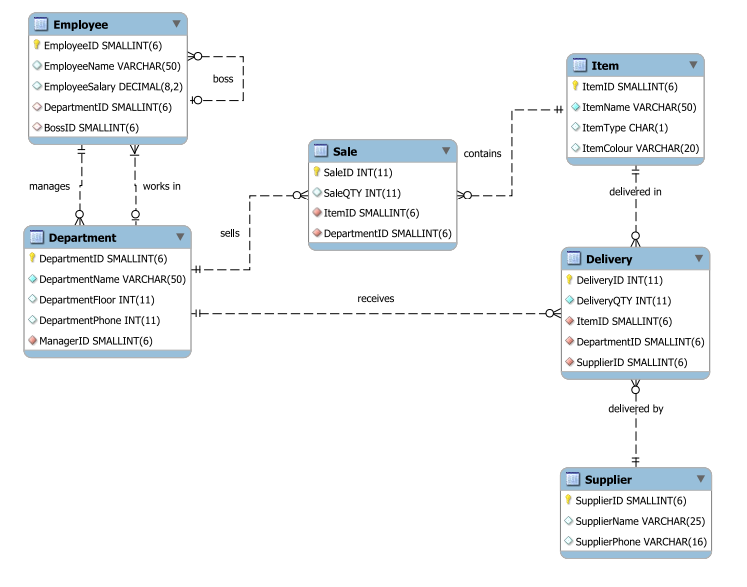 Employee
EmployeeID SMALLINT(6)
EmployeeName VARCHAR(50)
EmployeeSalary DECIMAL(8,2)
DepartmentID SMALLINT(6)
BossID SMALLINT(6)
boss
manages
works in
Department
DepartmentID SMALLINT(6)
DepartmentName VARCHAR(50)
DepartmentFloor INT(11)
DepartmentPhone INT(11)
ManagerID SMALLINT(6)
sells
Sale
SaleID INT(11)
SaleQTY INT(11)
ItemID SMALLINT(6)
DepartmentID SMALLINT(6)
contains
Item
ItemID SMALLINT(6)
ItemName VARCHAR(50)
ItemType CHAR(1)
ItemColour VARCHAR(20)
delivered in
receives
Delivery
DeliveryID INT(11)
DeliveryQTY INT(11)
ItemID SMALLINT(6)
DepartmentID SMALLINT(6)
SupplierID SMALLINT(6)
delivered by
Supplier
SupplierID SMALLINT(6)
SupplierName VARCHAR(25)
SupplierPhone VARCHAR(16)